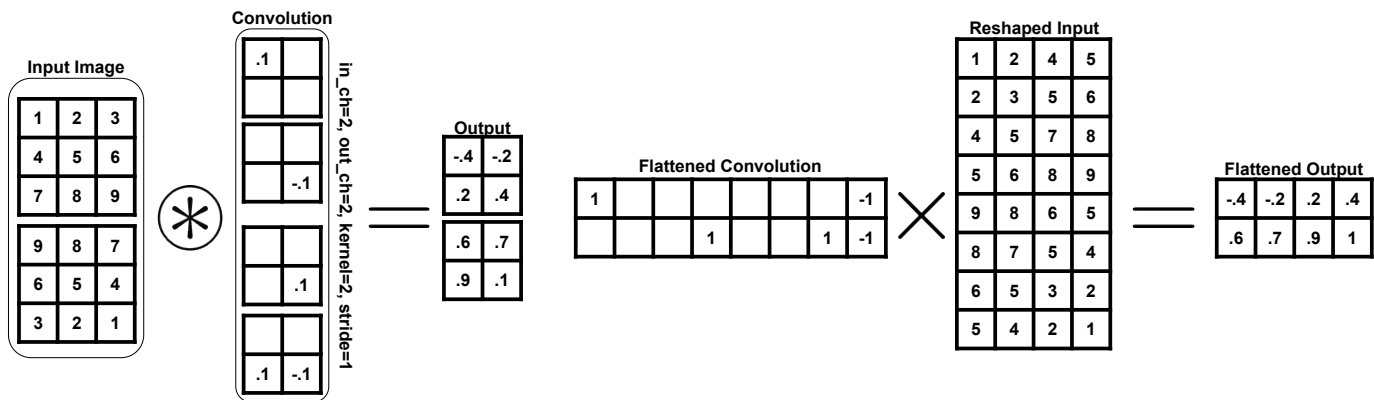 Input Image
1 2 3
4 5 6
7 8 9
9 8 7
6 5 4
3 2 1
Convolution
.1
-.1
.1
.1 -.1
in_ch=2, out_ch=2, kernel=2, stride=1
Output
-.4 -.2
.2 .4
.6 .7
.9 .1
Flattened Convolution
1 -1
1 1 -1
Reshaped Input
1 2 4 5
2 3 5 6
4 5 7 8
5 6 8 9
9 8 6 5
8 7 5 4
6 5 3 2
5 4 2 1
Flattened Output
-.4 -.2 .2 .4
.6 .7 .9 1